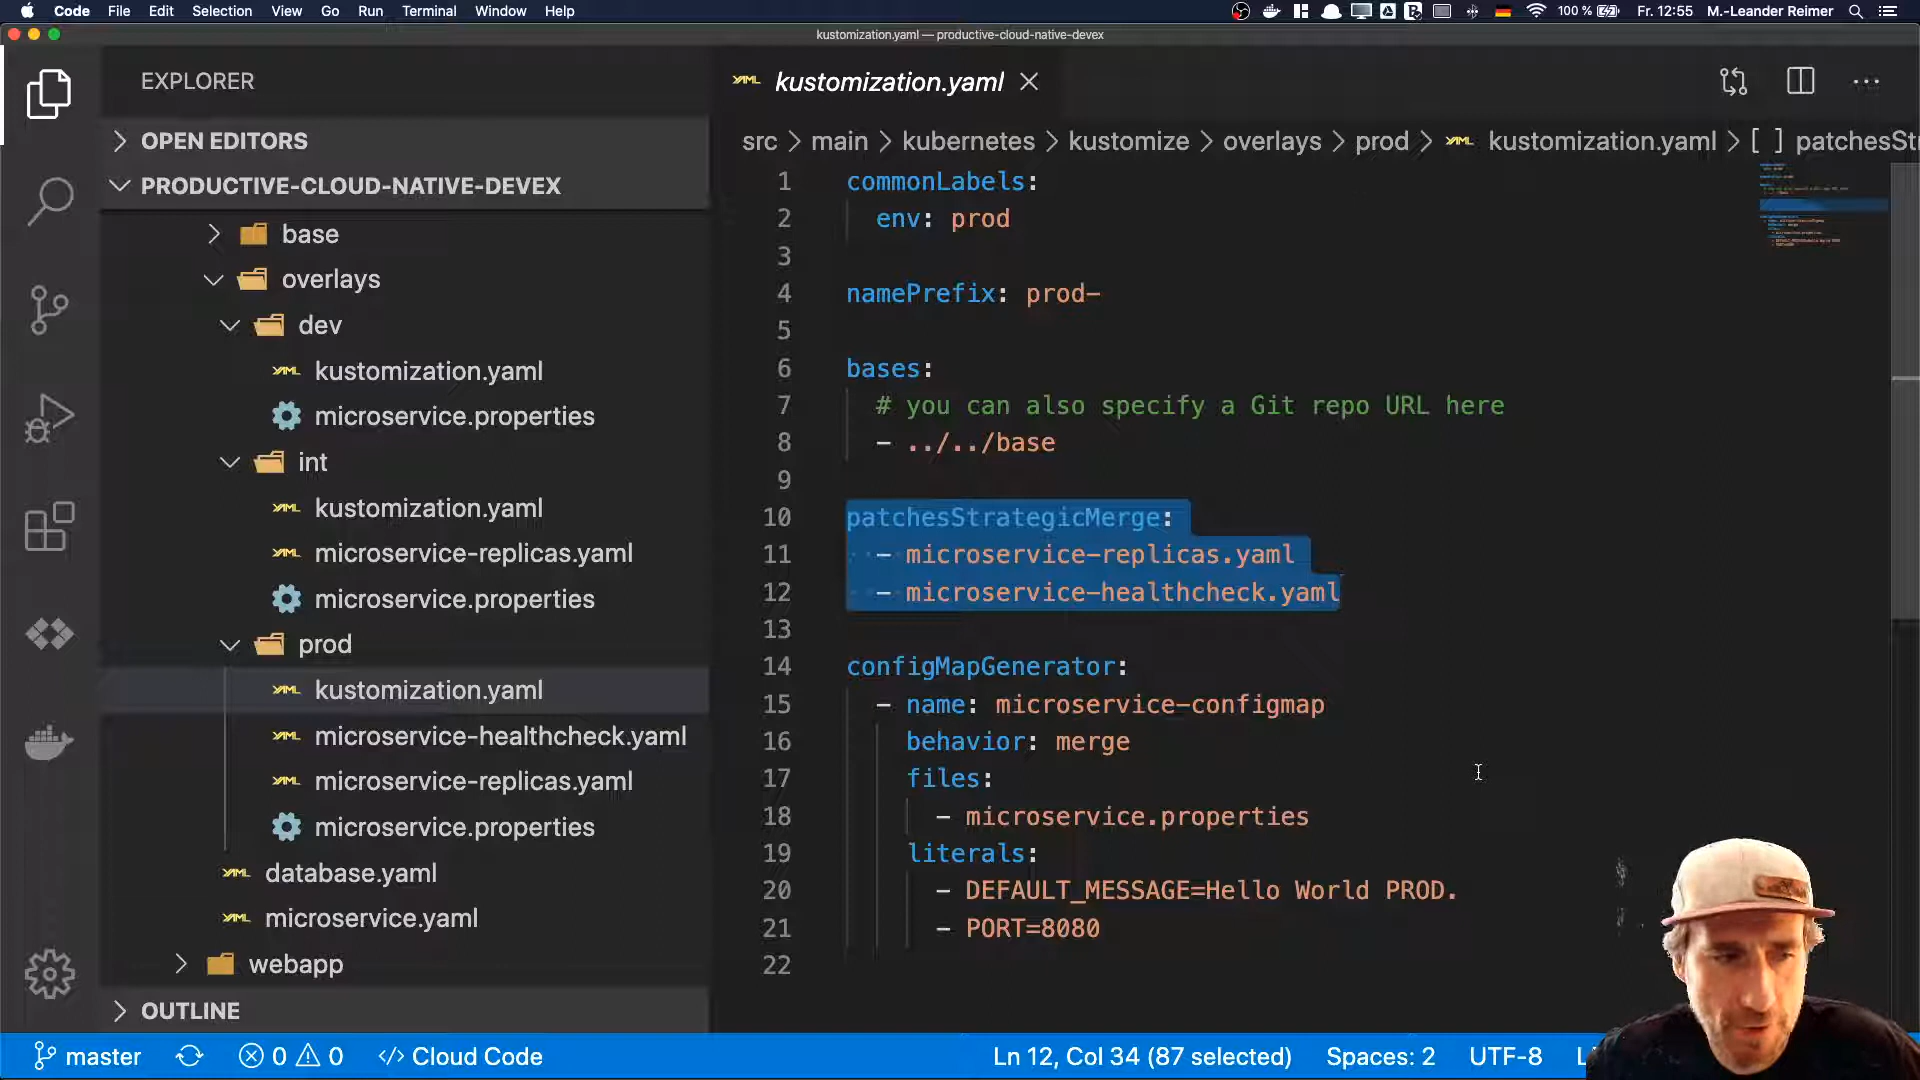 Code File Edit Selection View Go Run Terminal Window Help 100 % Fr. 12:55 M.-Leander Reimer
kustomization.yaml — productive-cloud-native-devex
EXPLORER
OPEN EDITORS
PRODUCTIVE-CLOUD-NATIVE-DEVEX
base
overlays
dev
kustomization.yaml
microservice.properties
int
kustomization.yaml
microservice-replicas.yaml
microservice.properties
prod
kustomization.yaml
microservice-healthcheck.yaml
microservice-replicas.yaml
microservice.properties
database.yaml
microservice.yaml
webapp
OUTLINE
kustomization.yaml
src > main > kubernetes > kustomize > overlays > prod > kustomization.yaml > [ ] patchesStr
1 commonLabels:
2 env: prod
3
4 namePrefix: prod-
5
6 bases:
7 # you can also specify a Git repo URL here
8 - ../../base
9
10 patchesStrategicMerge:
11 - microservice-replicas.yaml
12 - microservice-healthcheck.yaml
13
14 configMapGenerator:
15 - name: microservice-configmap
16 behavior: merge
17 files:
18 - microservice.properties
19 literals:
20 - DEFAULT_MESSAGE=Hello World PROD.
21 - PORT=8080
22
master 0 0 Cloud Code Ln 12, Col 34 (87 selected) Spaces: 2 UTF-8